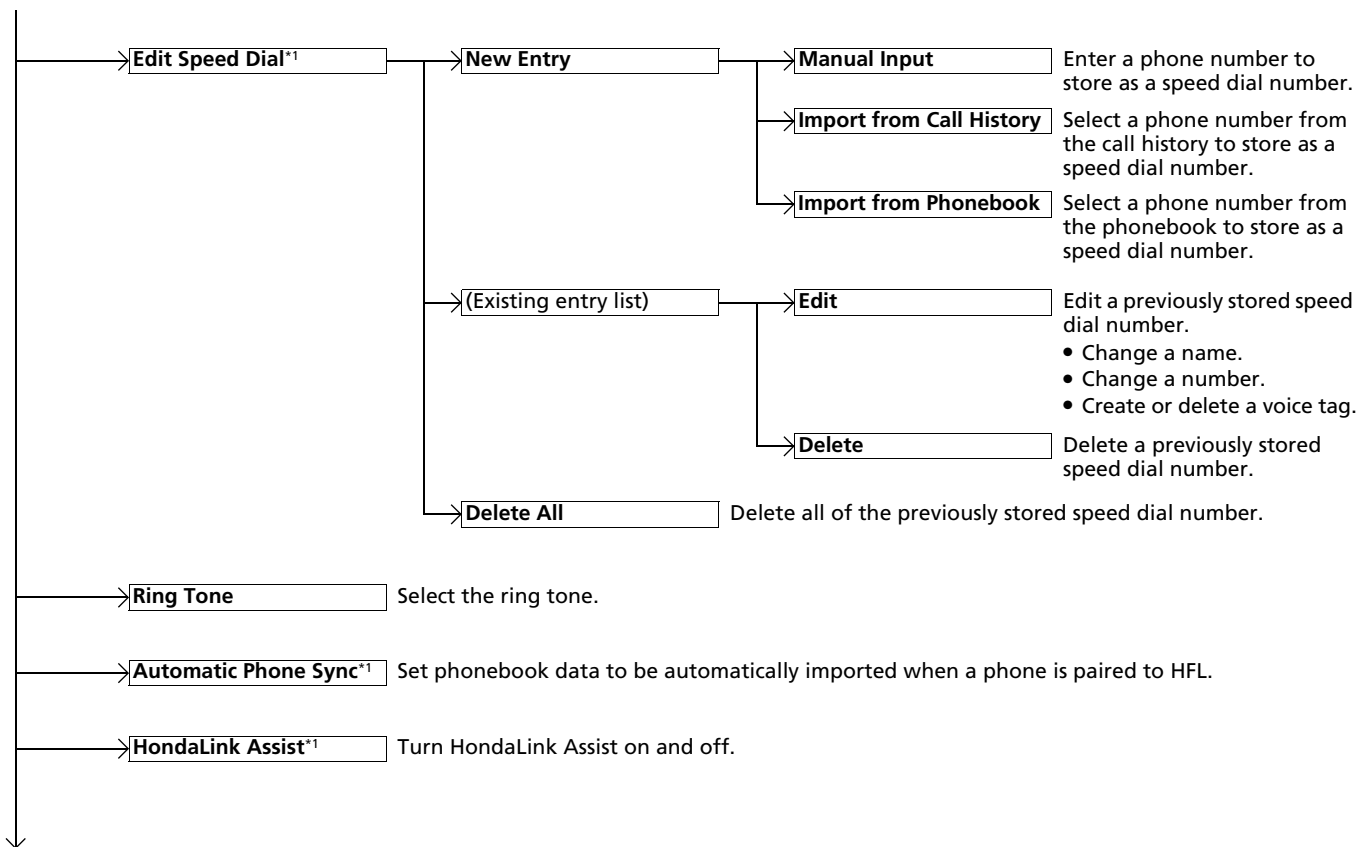 Edit Speed Dial*1
New Entry
Manual Input
Enter a phone number to
store as a speed dial number.
Import from Call History
Select a phone number from
the call history to store as a
speed dial number.
Import from Phonebook
Select a phone number from
the phonebook to store as a
speed dial number.
(Existing entry list)
Edit
Edit a previously stored speed
dial number.
• Change a name.
• Change a number.
• Create or delete a voice tag.
Delete
Delete a previously stored
speed dial number.
Delete All
Delete all of the previously stored speed dial number.
Ring Tone
Select the ring tone.
Automatic Phone Sync*1
Set phonebook data to be automatically imported when a phone is paired to HFL.
HondaLink Assist*1
Turn HondaLink Assist on and off.